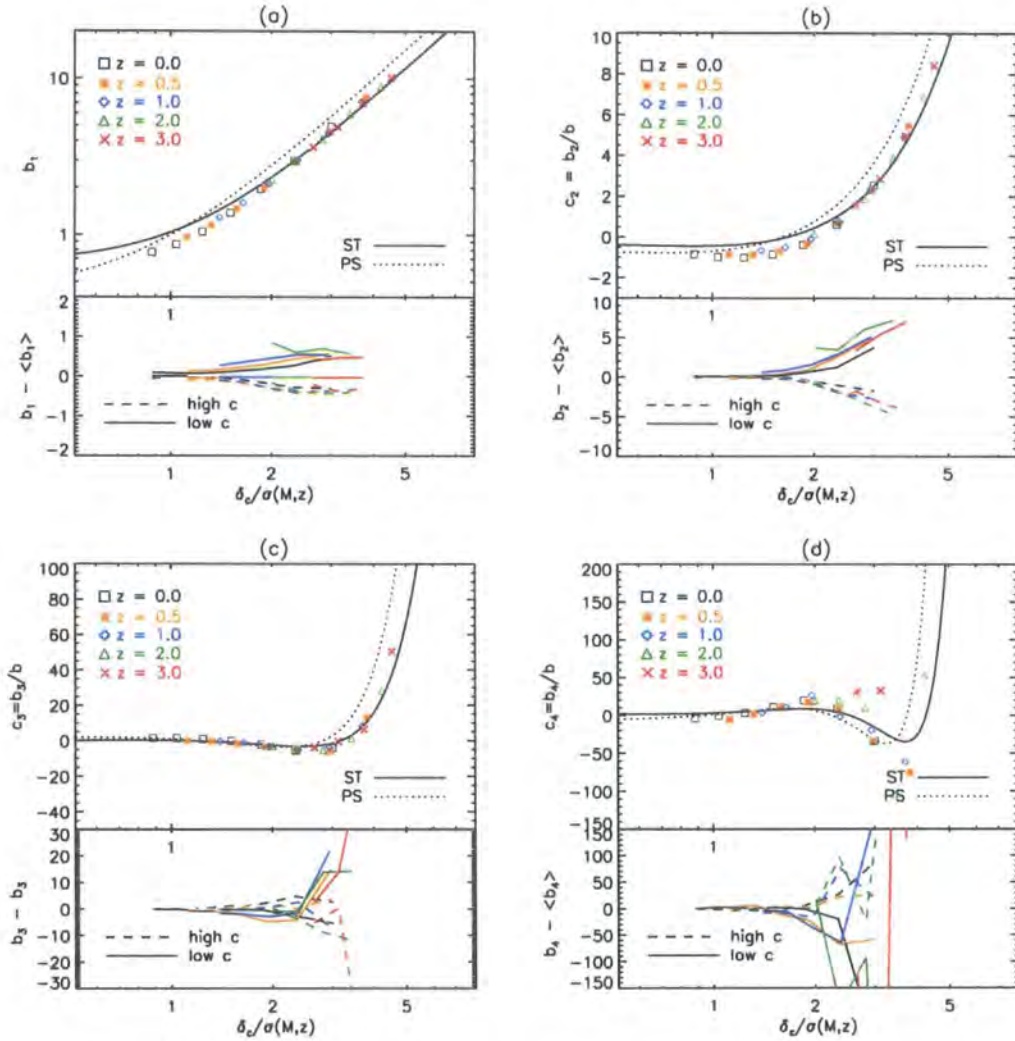 (a)
10
1
b₁
□ z = 0.0
✱ z = 0.5
◇ z = 1.0
△ z = 2.0
× z = 3.0
ST
PS
2
1
0
-1
-2
b₁ - <b₁>
1
high c
low c
1 2 5
δc/σ(M,z)
(b)
10
8
6
4
2
0
-2
c₂ = b₂/b
□ z = 0.0
✱ z = 0.5
◇ z = 1.0
△ z = 2.0
× z = 3.0
ST
PS
10
5
0
-5
-10
b₂ - <b₂>
1
high c
low c
1 2 5
δc/σ(M,z)
(c)
100
80
60
40
20
0
-20
-40
c₃=b₃/b
□ z = 0.0
✱ z = 0.5
◇ z = 1.0
△ z = 2.0
× z = 3.0
ST
PS
30
20
10
0
-10
-20
-30
b₃ - b₃
1
high c
low c
1 2 5
δc/σ(M,z)
(d)
200
150
100
50
0
-50
-100
-150
c₄=b₄/b
□ z = 0.0
✱ z = 0.5
◇ z = 1.0
△ z = 2.0
× z = 3.0
ST
PS
150
100
50
0
-50
-100
-150
b₄ - <b₄>
1
high c
low c
1 2 5
δc/σ(M,z)